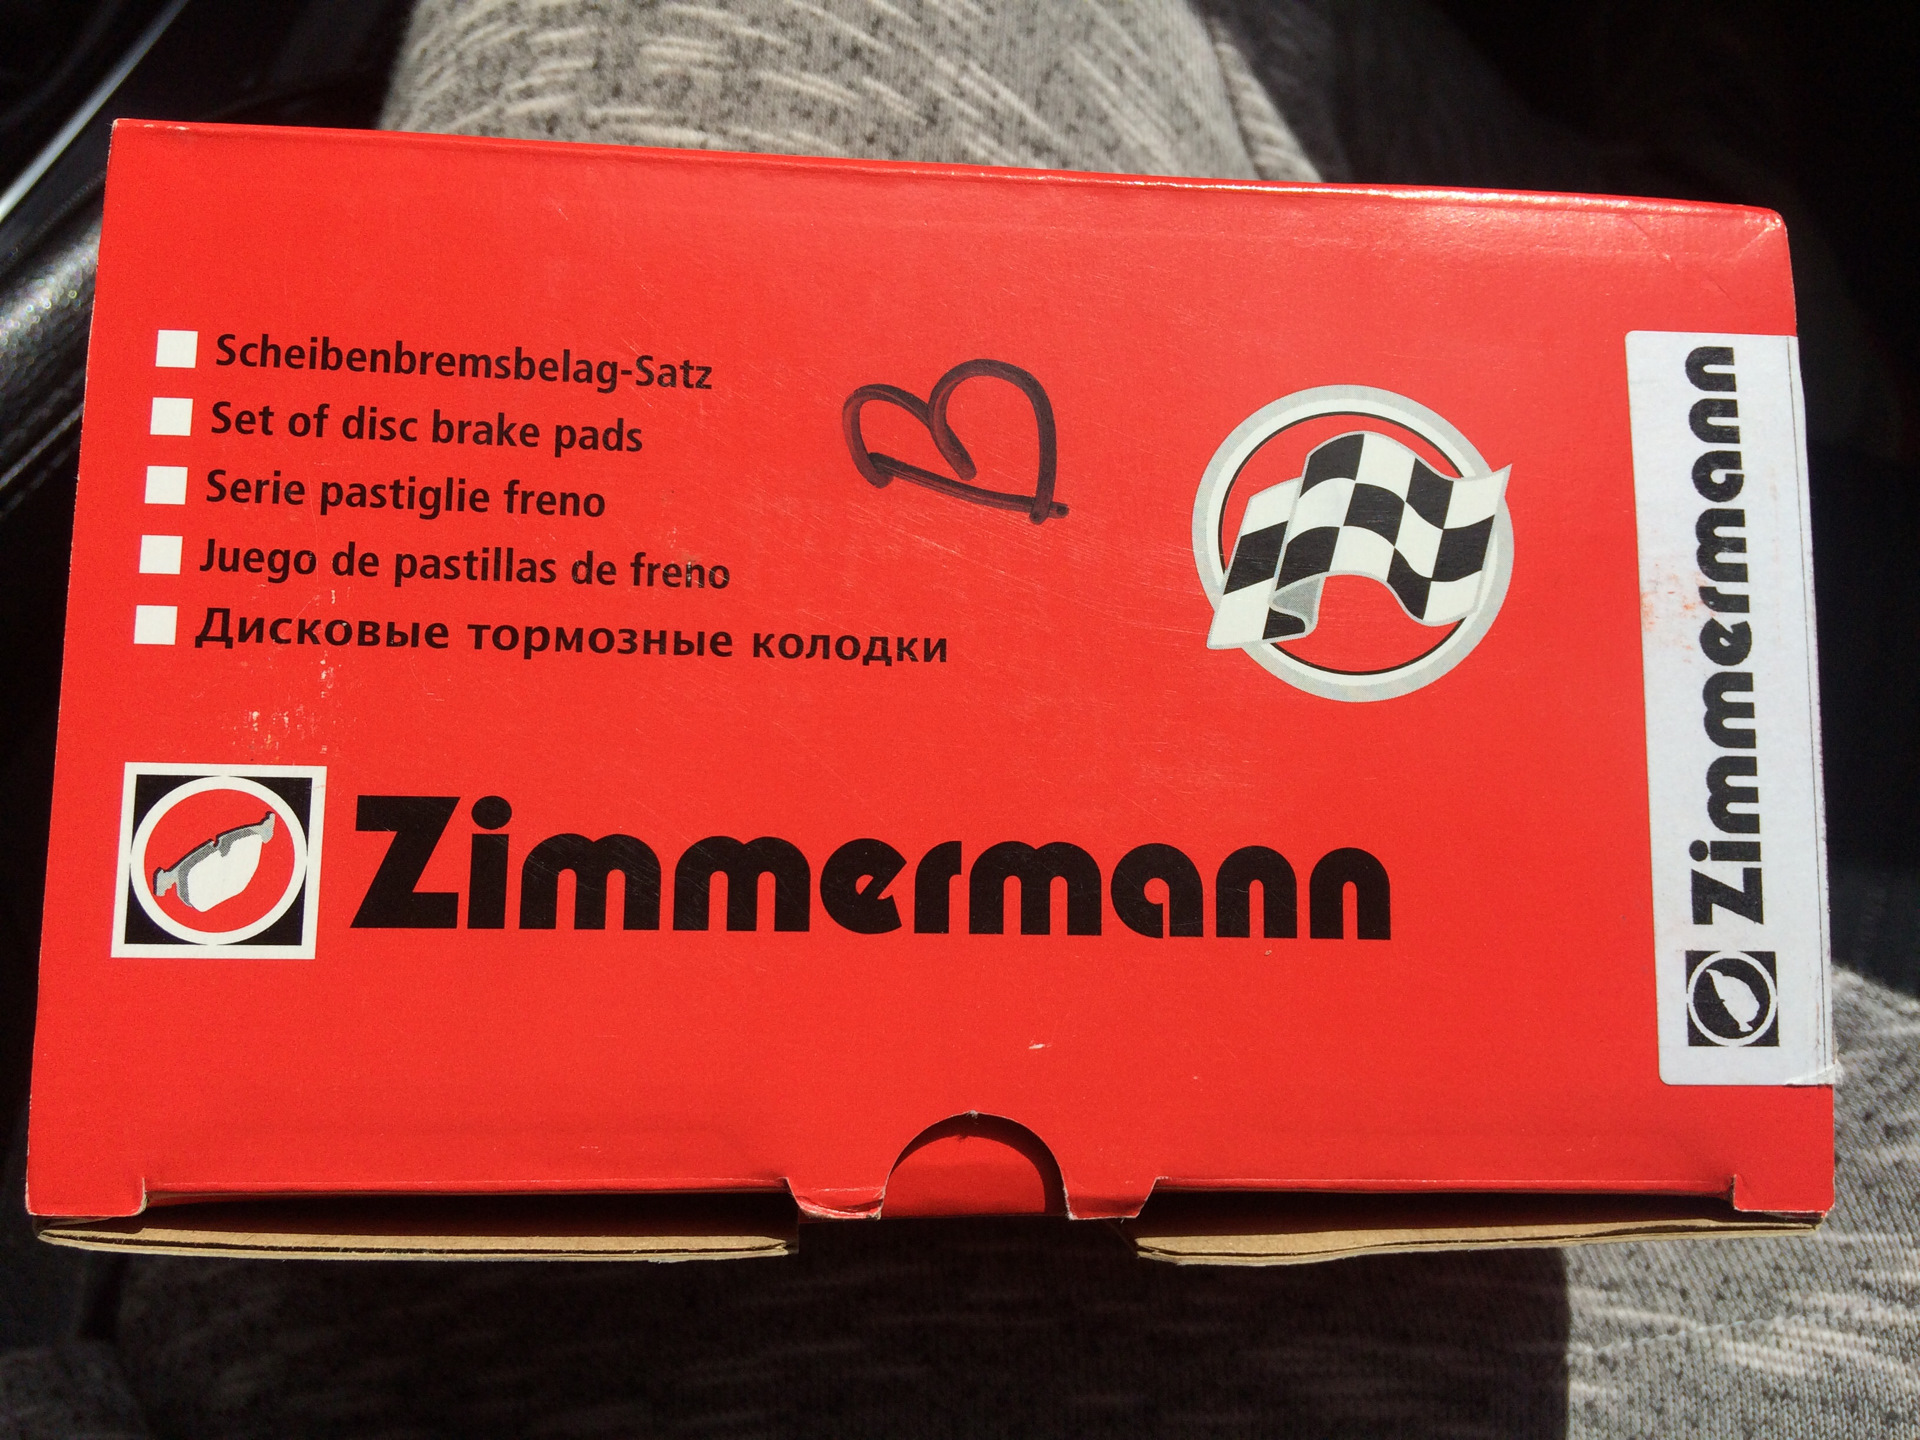 Scheibenbremsbelag-Satz
Set of disc brake pads
Serie pastiglie freno
Juego de pastillas de freno
Дисковые тормозные колодки
Zimmermann
Zimmermann